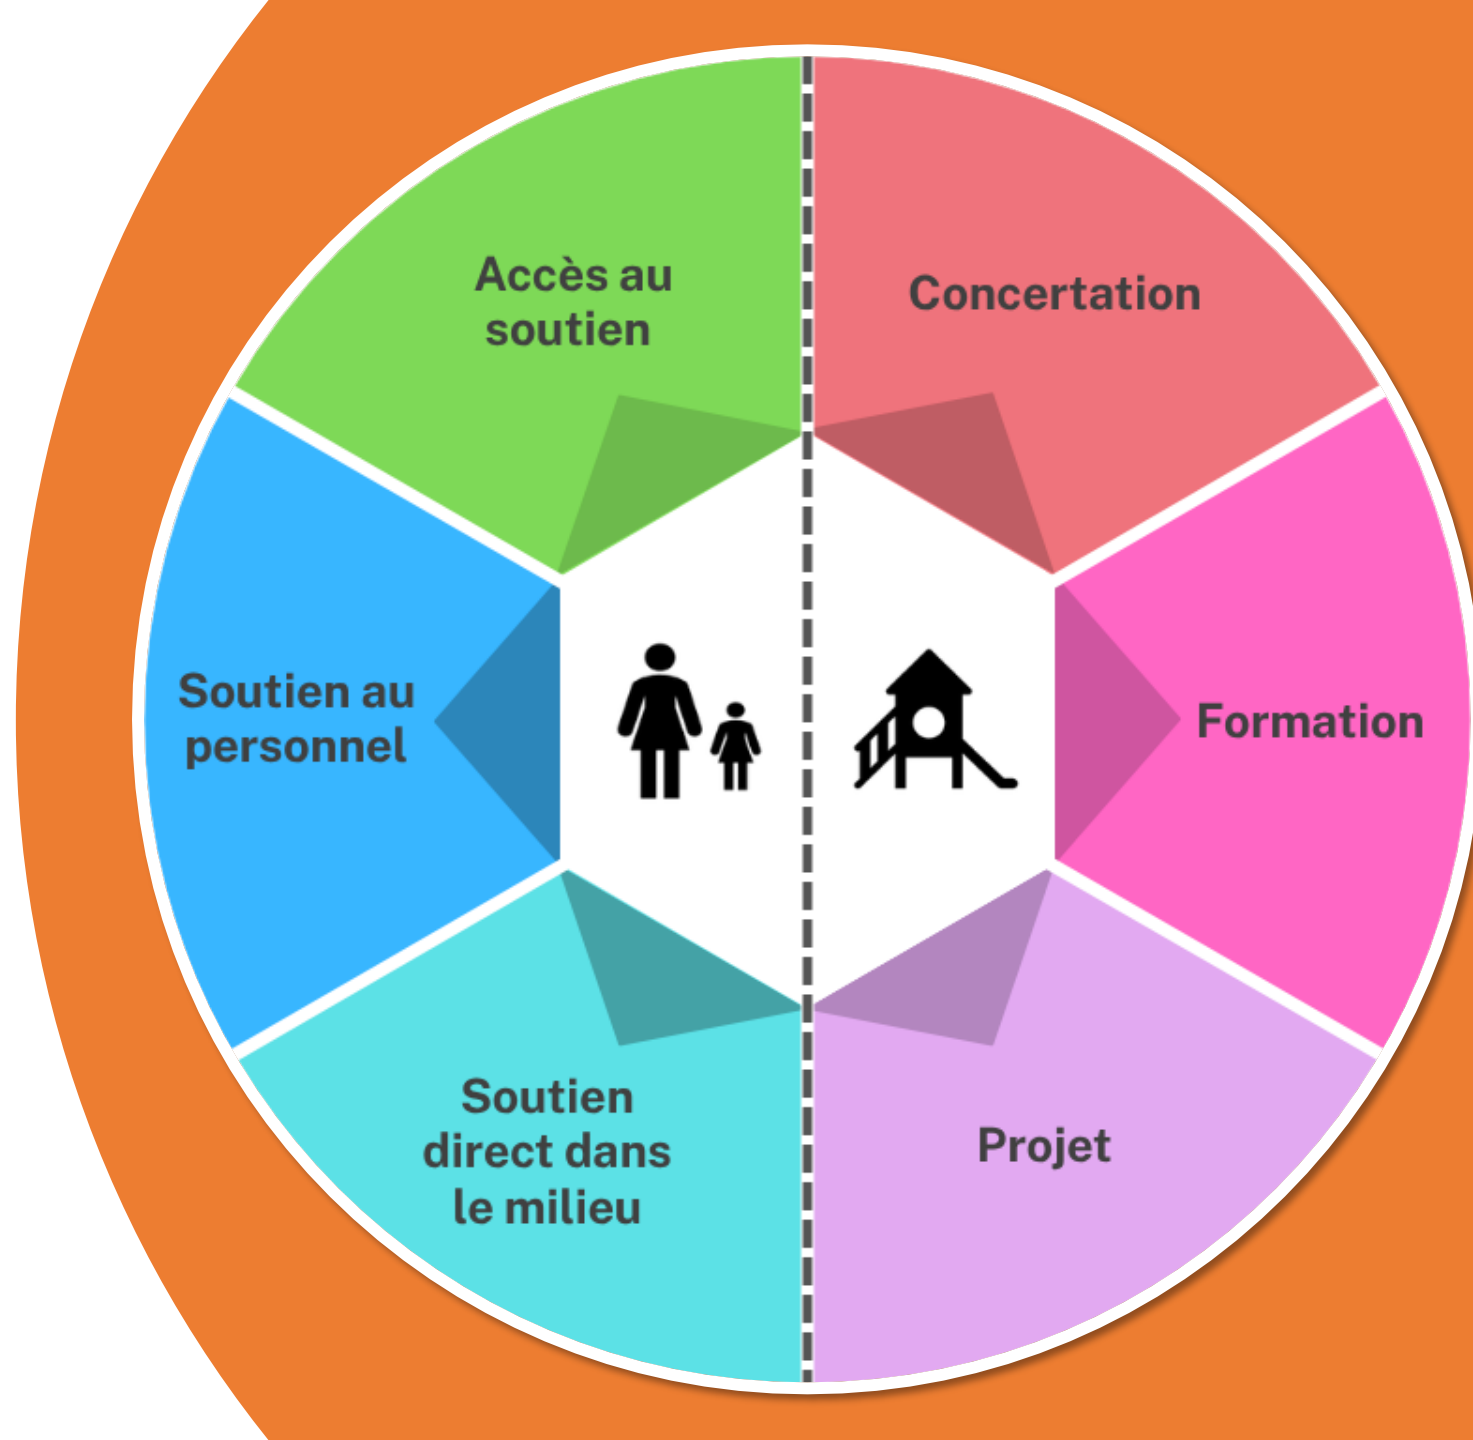 Accès au
soutien
Concertation
Soutien au
personnel
Formation
Soutien
direct dans
le milieu
Projet